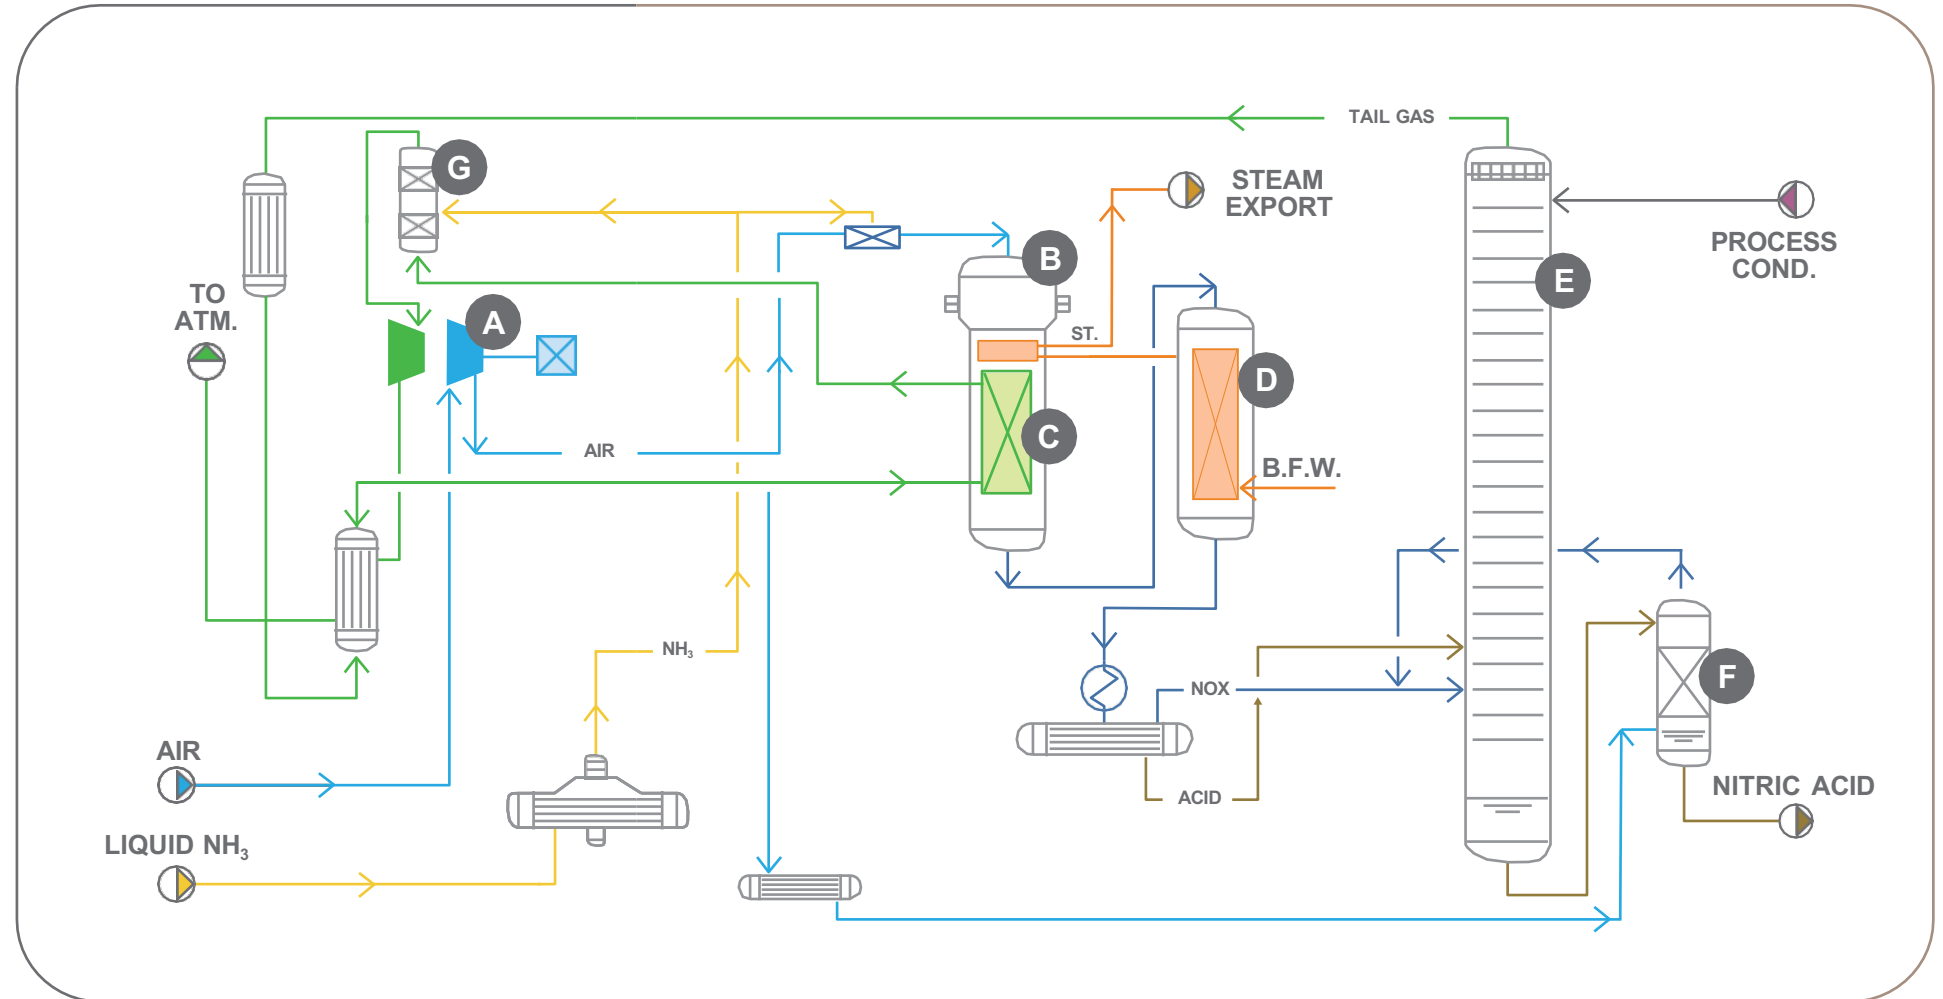 TAIL GAS
G
STEAM
EXPORT
PROCESS
COND.
B
E
TO
ATM.
A
ST.
D
C
AIR
B.F.W.
NH₃
F
NOX
AIR
NITRIC ACID
ACID
LIQUID NH₃